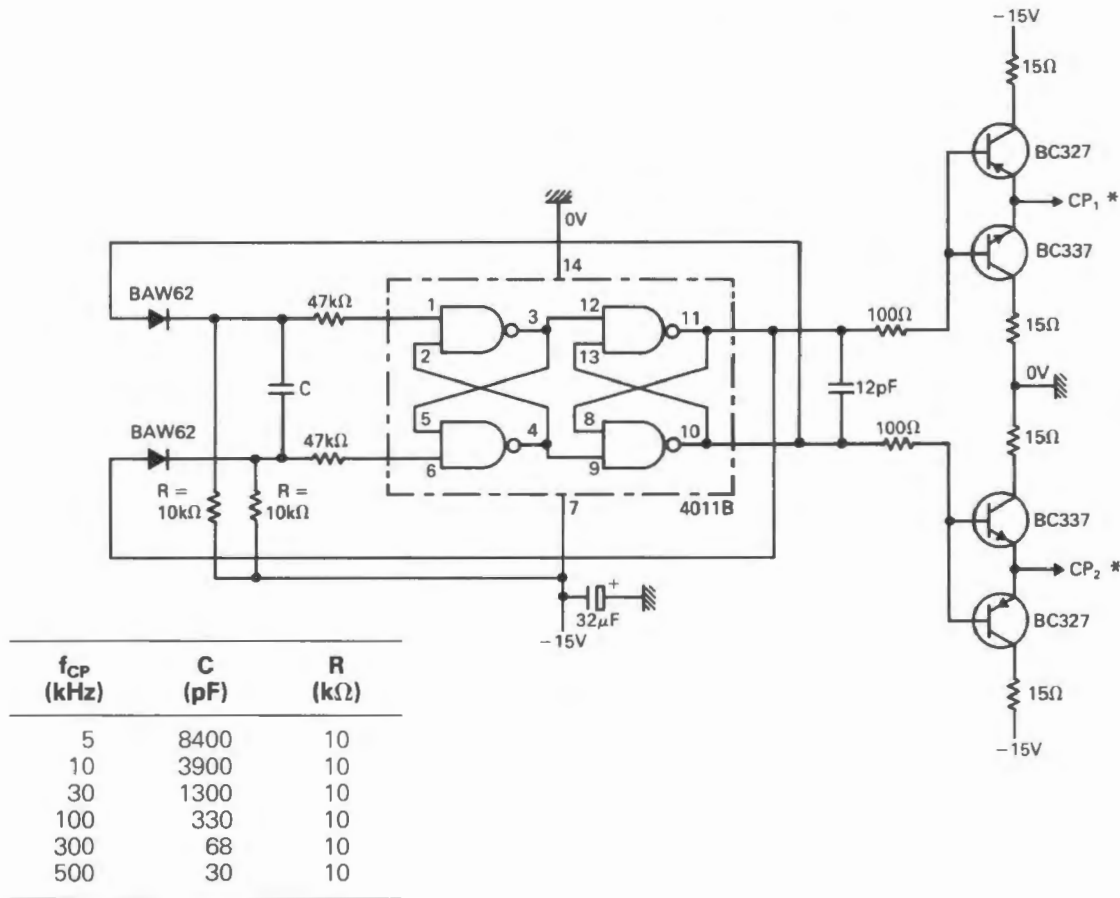 −15V
15Ω
BC327
CP₁ *
BC337
15Ω
0V
15Ω
BC337
CP₂ *
BC327
15Ω
−15V
0V
14
BAW62
47kΩ
1
2
3
12
13
11
100Ω
C
12pF
BAW62
47kΩ
5
6
4
8
9
10
100Ω
R =
10kΩ
R =
10kΩ
7
4011B
+
32µF
−15V
f_CP
(kHz)
C
(pF)
R
(kΩ)
5 8400 10
10 3900 10
30 1300 10
100 330 10
300 68 10
500 30 10